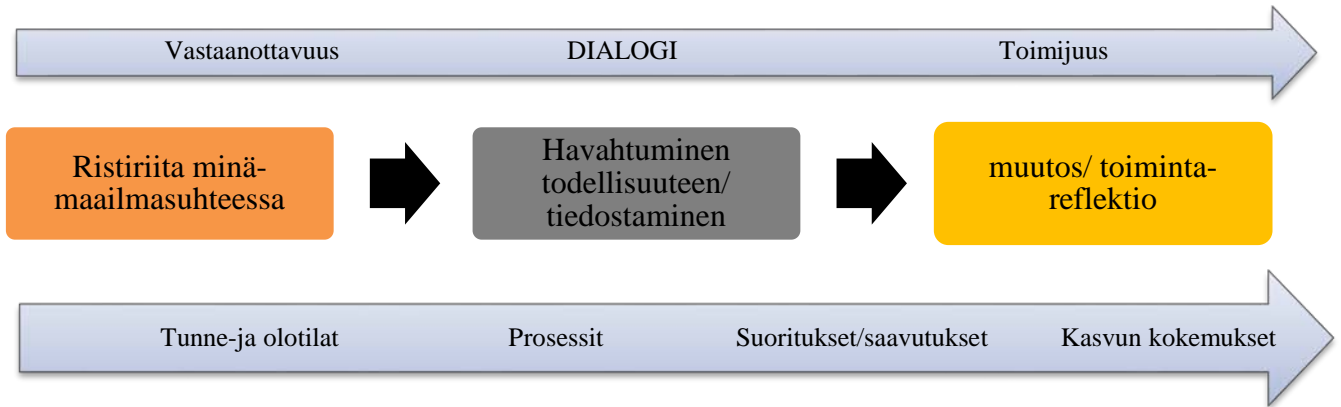 Vastaanottavuus DIALOGI Toimijuus
Ristiriita minä-
maailmasuhteessa
Havahtuminen
todellisuuteen/
tiedostaminen
muutos/ toiminta-
reflektio
Tunne-ja olotilat Prosessit Suoritukset/saavutukset Kasvun kokemukset